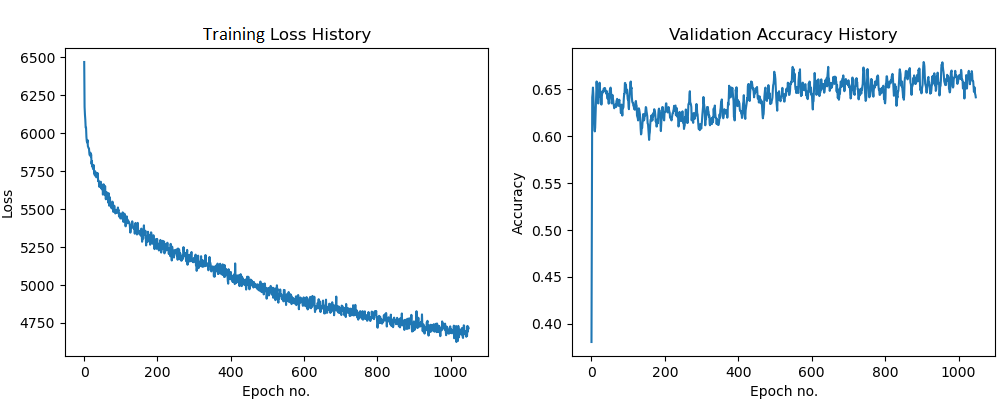 Training Loss History
6500
6250
6000
5750
5500
5250
5000
4750
Loss
0 200 400 600 800 1000
Epoch no.
Validation Accuracy History
0.65
0.60
0.55
0.50
0.45
0.40
Accuracy
0 200 400 600 800 1000
Epoch no.